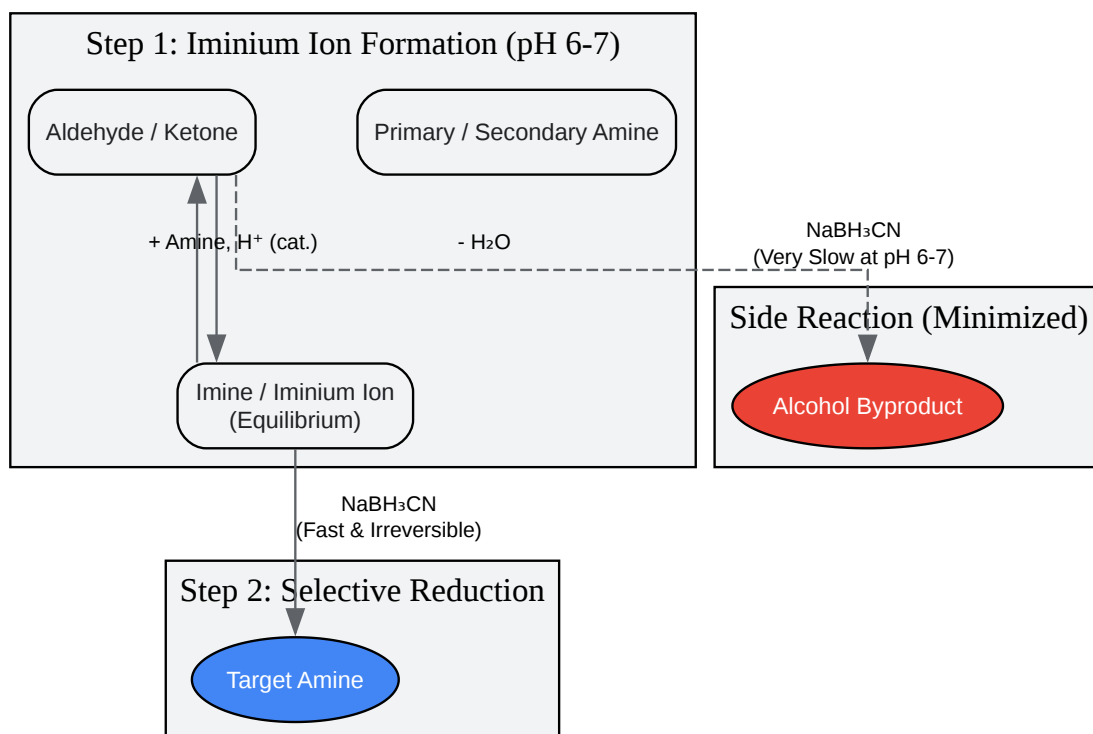 Step 1: Iminium Ion Formation (pH 6-7)
Aldehyde / Ketone
Primary / Secondary Amine
+ Amine, H⁺ (cat.)
- H₂O
NaBH₃CN
(Very Slow at pH 6-7)
Side Reaction (Minimized)
Imine / Iminium Ion
(Equilibrium)
Alcohol Byproduct
NaBH₃CN
(Fast & Irreversible)
Step 2: Selective Reduction
Target Amine